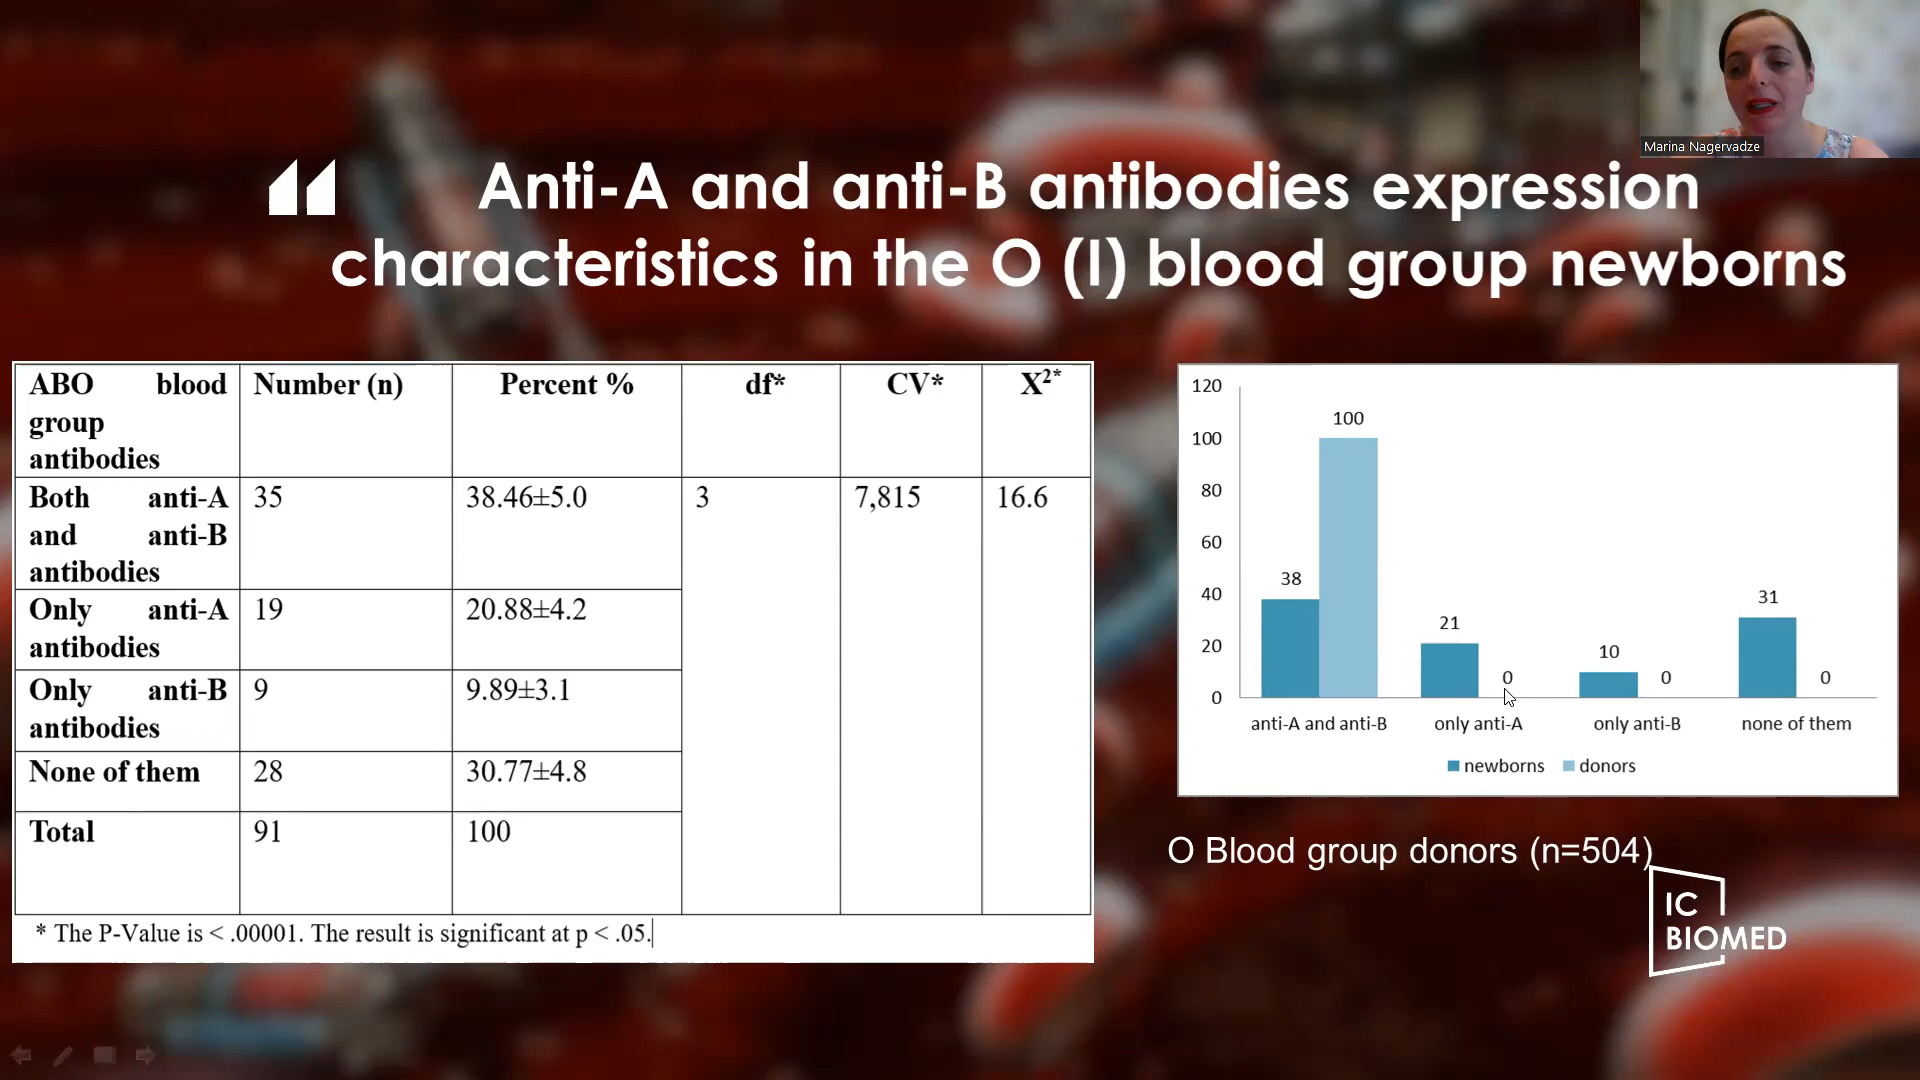 Marina Nagervadze
Anti-A and anti-B antibodies expression
characteristics in the O (I) blood group newborns
ABO blood
group
antibodies
Number (n)
Percent %
df*
CV*
X²*
Both anti-A
and anti-B
antibodies
35
38.46±5.0
3
7,815
16.6
Only anti-A
antibodies
19
20.88±4.2
Only anti-B
antibodies
9
9.89±3.1
None of them
28
30.77±4.8
Total
91
100
* The P-Value is < .00001. The result is significant at p < .05.
120
100
80
60
40
20
0
38
100
21
0
10
0
31
0
anti-A and anti-B
only anti-A
only anti-B
none of them
newborns
donors
O Blood group donors (n=504)
IC
BIOMED